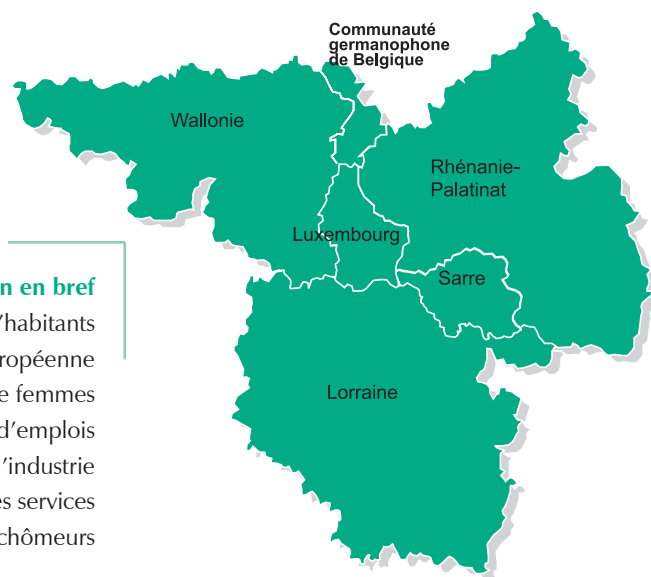 Communauté
germanophone
de Belgique
Wallonie
Rhénanie-
Palatinat
Luxembourg
Sarre
Lorraine
n en bref
'habitants
ropéenne
e femmes
d'emplois
'industrie
es services
chômeurs